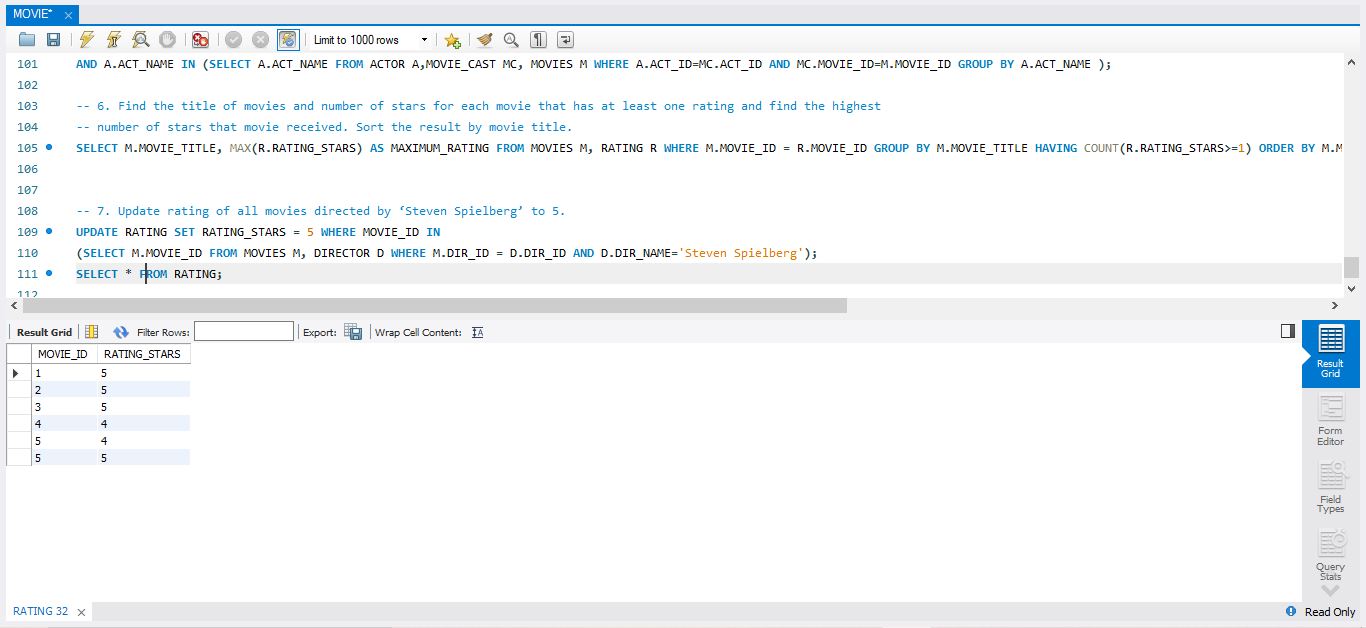 MOVIE*
Limit to 1000 rows
101 AND A.ACT_NAME IN (SELECT A.ACT_NAME FROM ACTOR A,MOVIE_CAST MC, MOVIES M WHERE A.ACT_ID=MC.ACT_ID AND MC.MOVIE_ID=M.MOVIE_ID GROUP BY A.ACT_NAME );
102
103 -- 6. Find the title of movies and number of stars for each movie that has at least one rating and find the highest
104 -- number of stars that movie received. Sort the result by movie title.
105 SELECT M.MOVIE_TITLE, MAX(R.RATING_STARS) AS MAXIMUM_RATING FROM MOVIES M, RATING R WHERE M.MOVIE_ID = R.MOVIE_ID GROUP BY M.MOVIE_TITLE HAVING COUNT(R.RATING_STARS>=1) ORDER BY M.M
106
107
108 -- 7. Update rating of all movies directed by ‘Steven Spielberg’ to 5.
109 UPDATE RATING SET RATING_STARS = 5 WHERE MOVIE_ID IN
110 (SELECT M.MOVIE_ID FROM MOVIES M, DIRECTOR D WHERE M.DIR_ID = D.DIR_ID AND D.DIR_NAME='Steven Spielberg');
111 SELECT * FROM RATING;
112
Result Grid Filter Rows: Export: Wrap Cell Content:
MOVIE_ID RATING_STARS
1 5
2 5
3 5
4 4
5 4
5 5
Result
Grid
Form
Editor
Field
Types
Query
Stats
RATING 32
Read Only